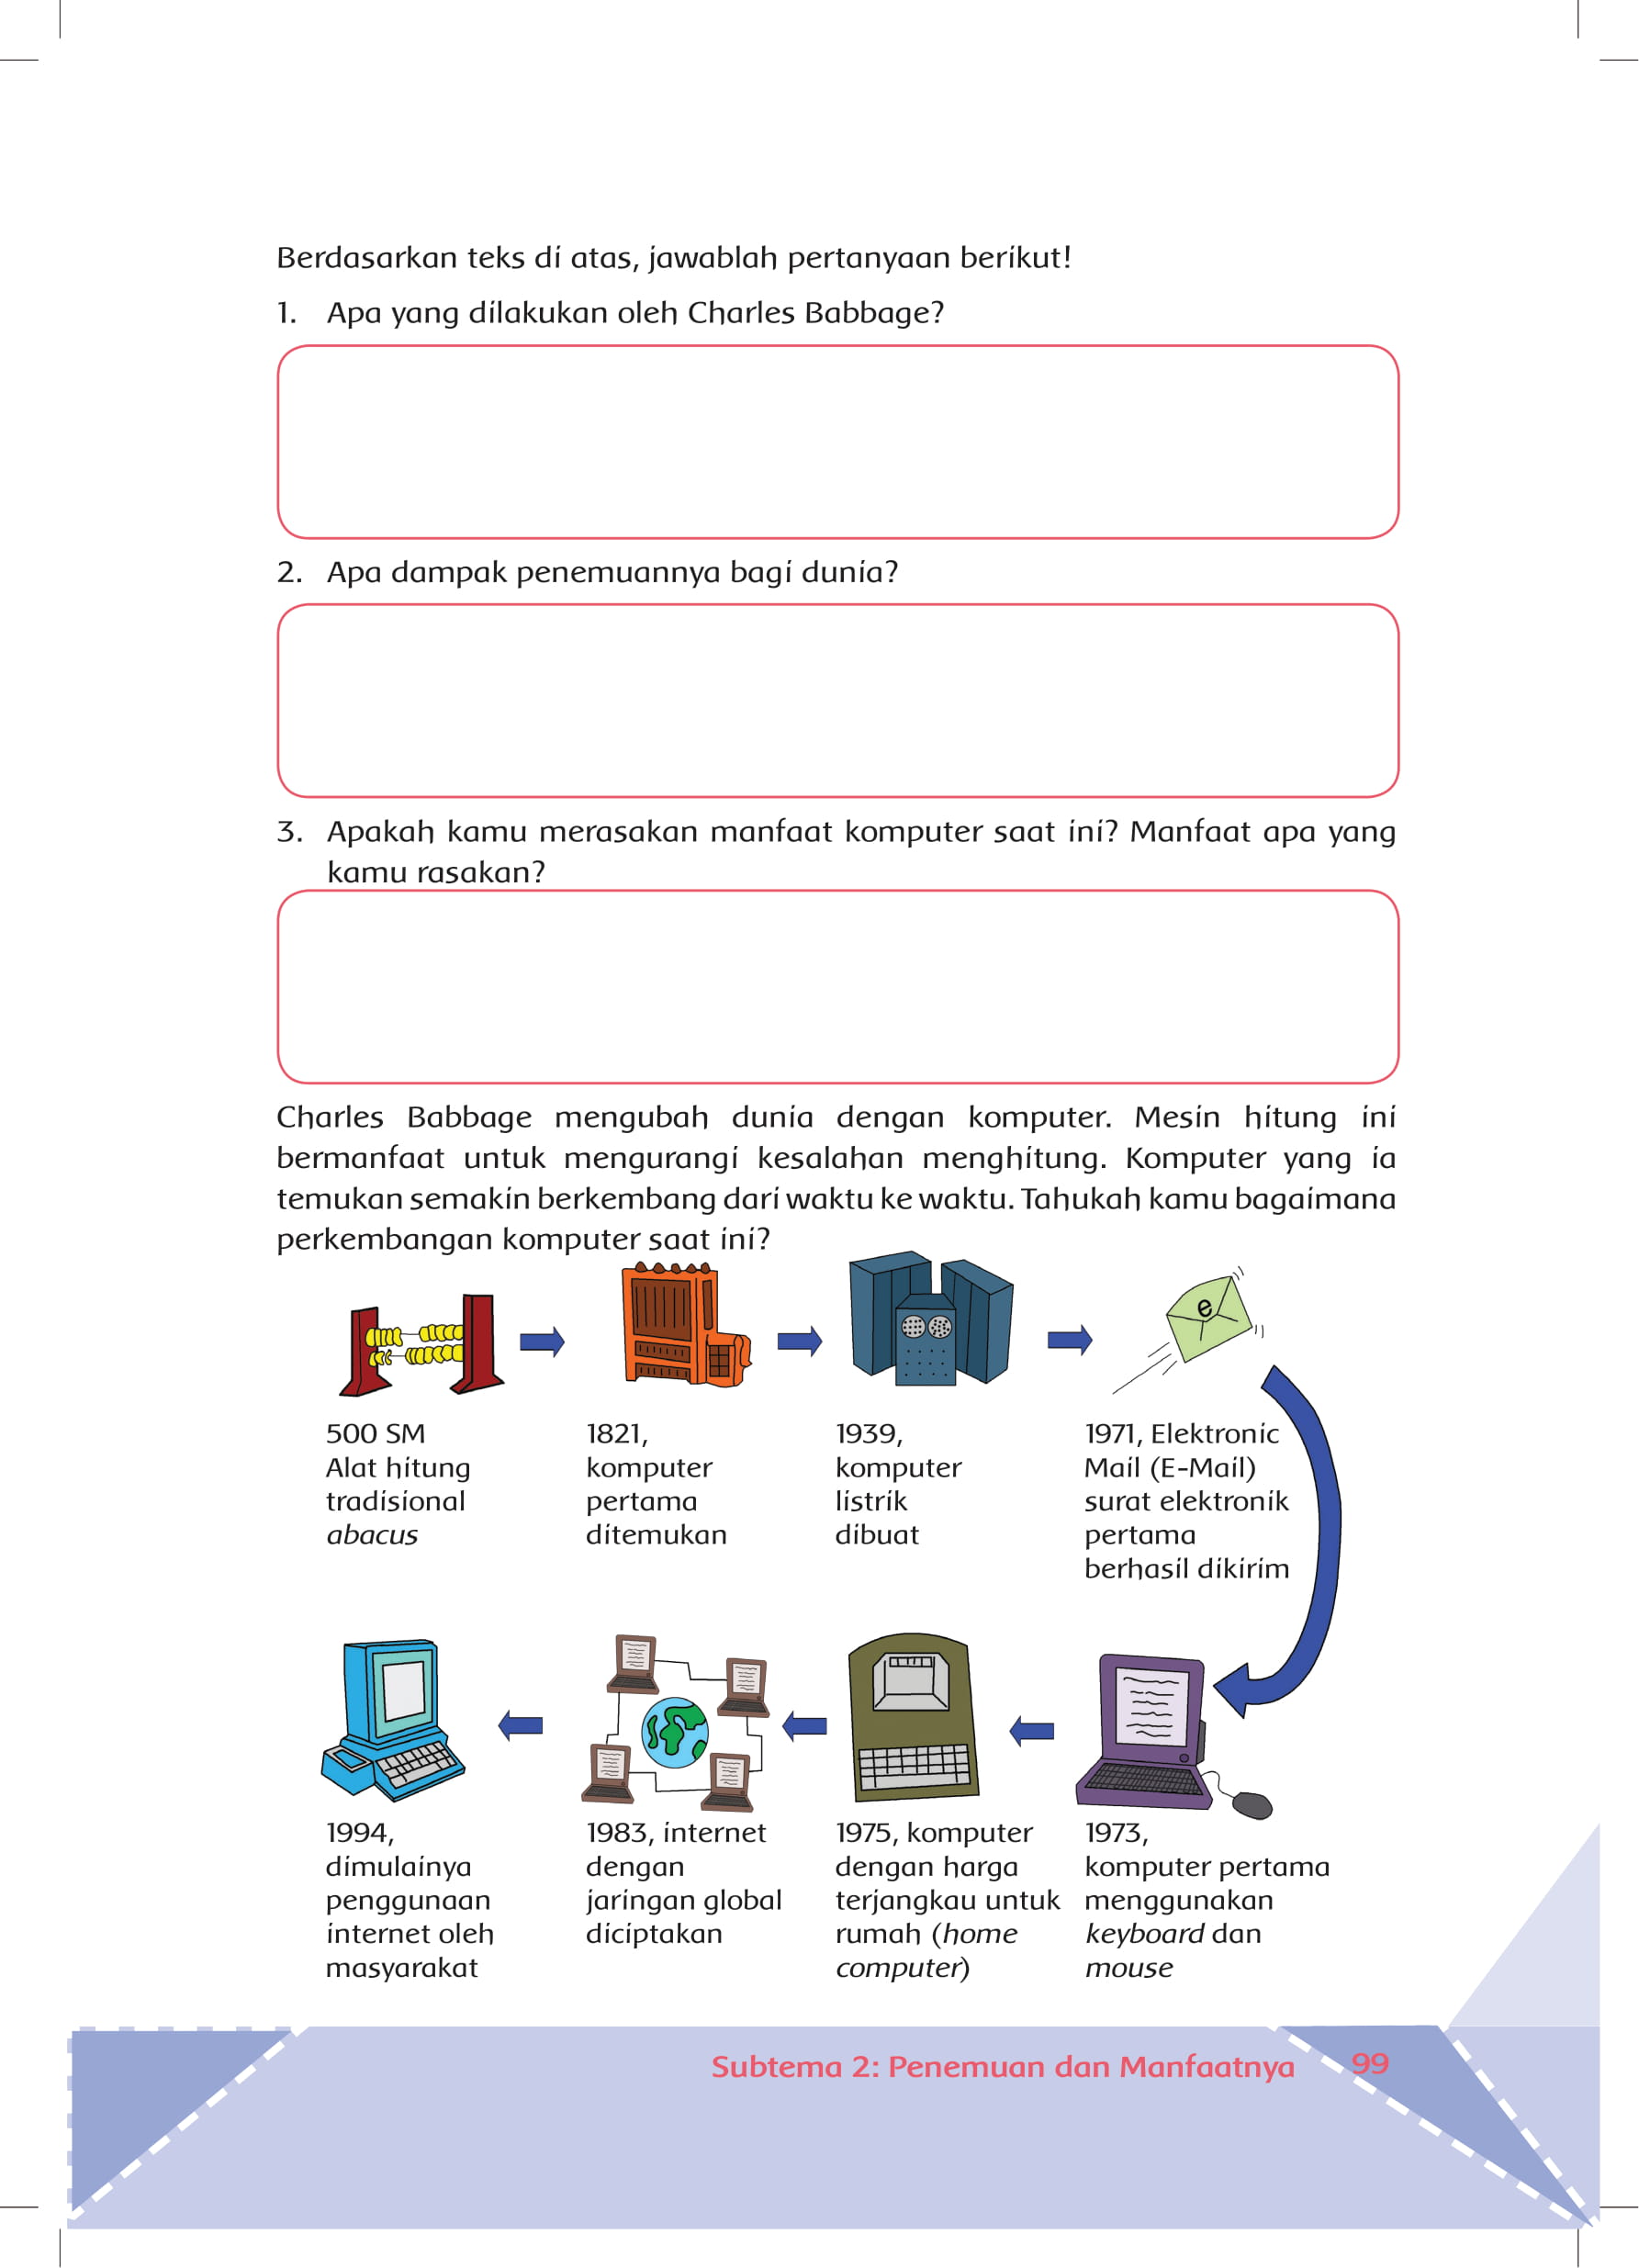 Berdasarkan teks di atas, jawablah pertanyaan berikut!
1. Apa yang dilakukan oleh Charles Babbage?
2. Apa dampak penemuannya bagi dunia?
3. Apakah kamu merasakan manfaat komputer saat ini? Manfaat apa yang
kamu rasakan?
Charles Babbage mengubah dunia dengan komputer. Mesin hitung ini
bermanfaat untuk mengurangi kesalahan menghitung. Komputer yang ia
temukan semakin berkembang dari waktu ke waktu. Tahukah kamu bagaimana
perkembangan komputer saat ini?
e
500 SM
Alat hitung
tradisional
abacus
1821,
komputer
pertama
ditemukan
1939,
komputer
listrik
dibuat
1971, Elektronic
Mail (E-Mail)
surat elektronik
pertama
berhasil dikirim
1994,
dimulainya
penggunaan
internet oleh
masyarakat
1983, internet
dengan
jaringan global
diciptakan
1975, komputer
dengan harga
terjangkau untuk
rumah (home
computer)
1973,
komputer pertama
menggunakan
keyboard dan
mouse
Subtema 2: Penemuan dan Manfaatnya 99